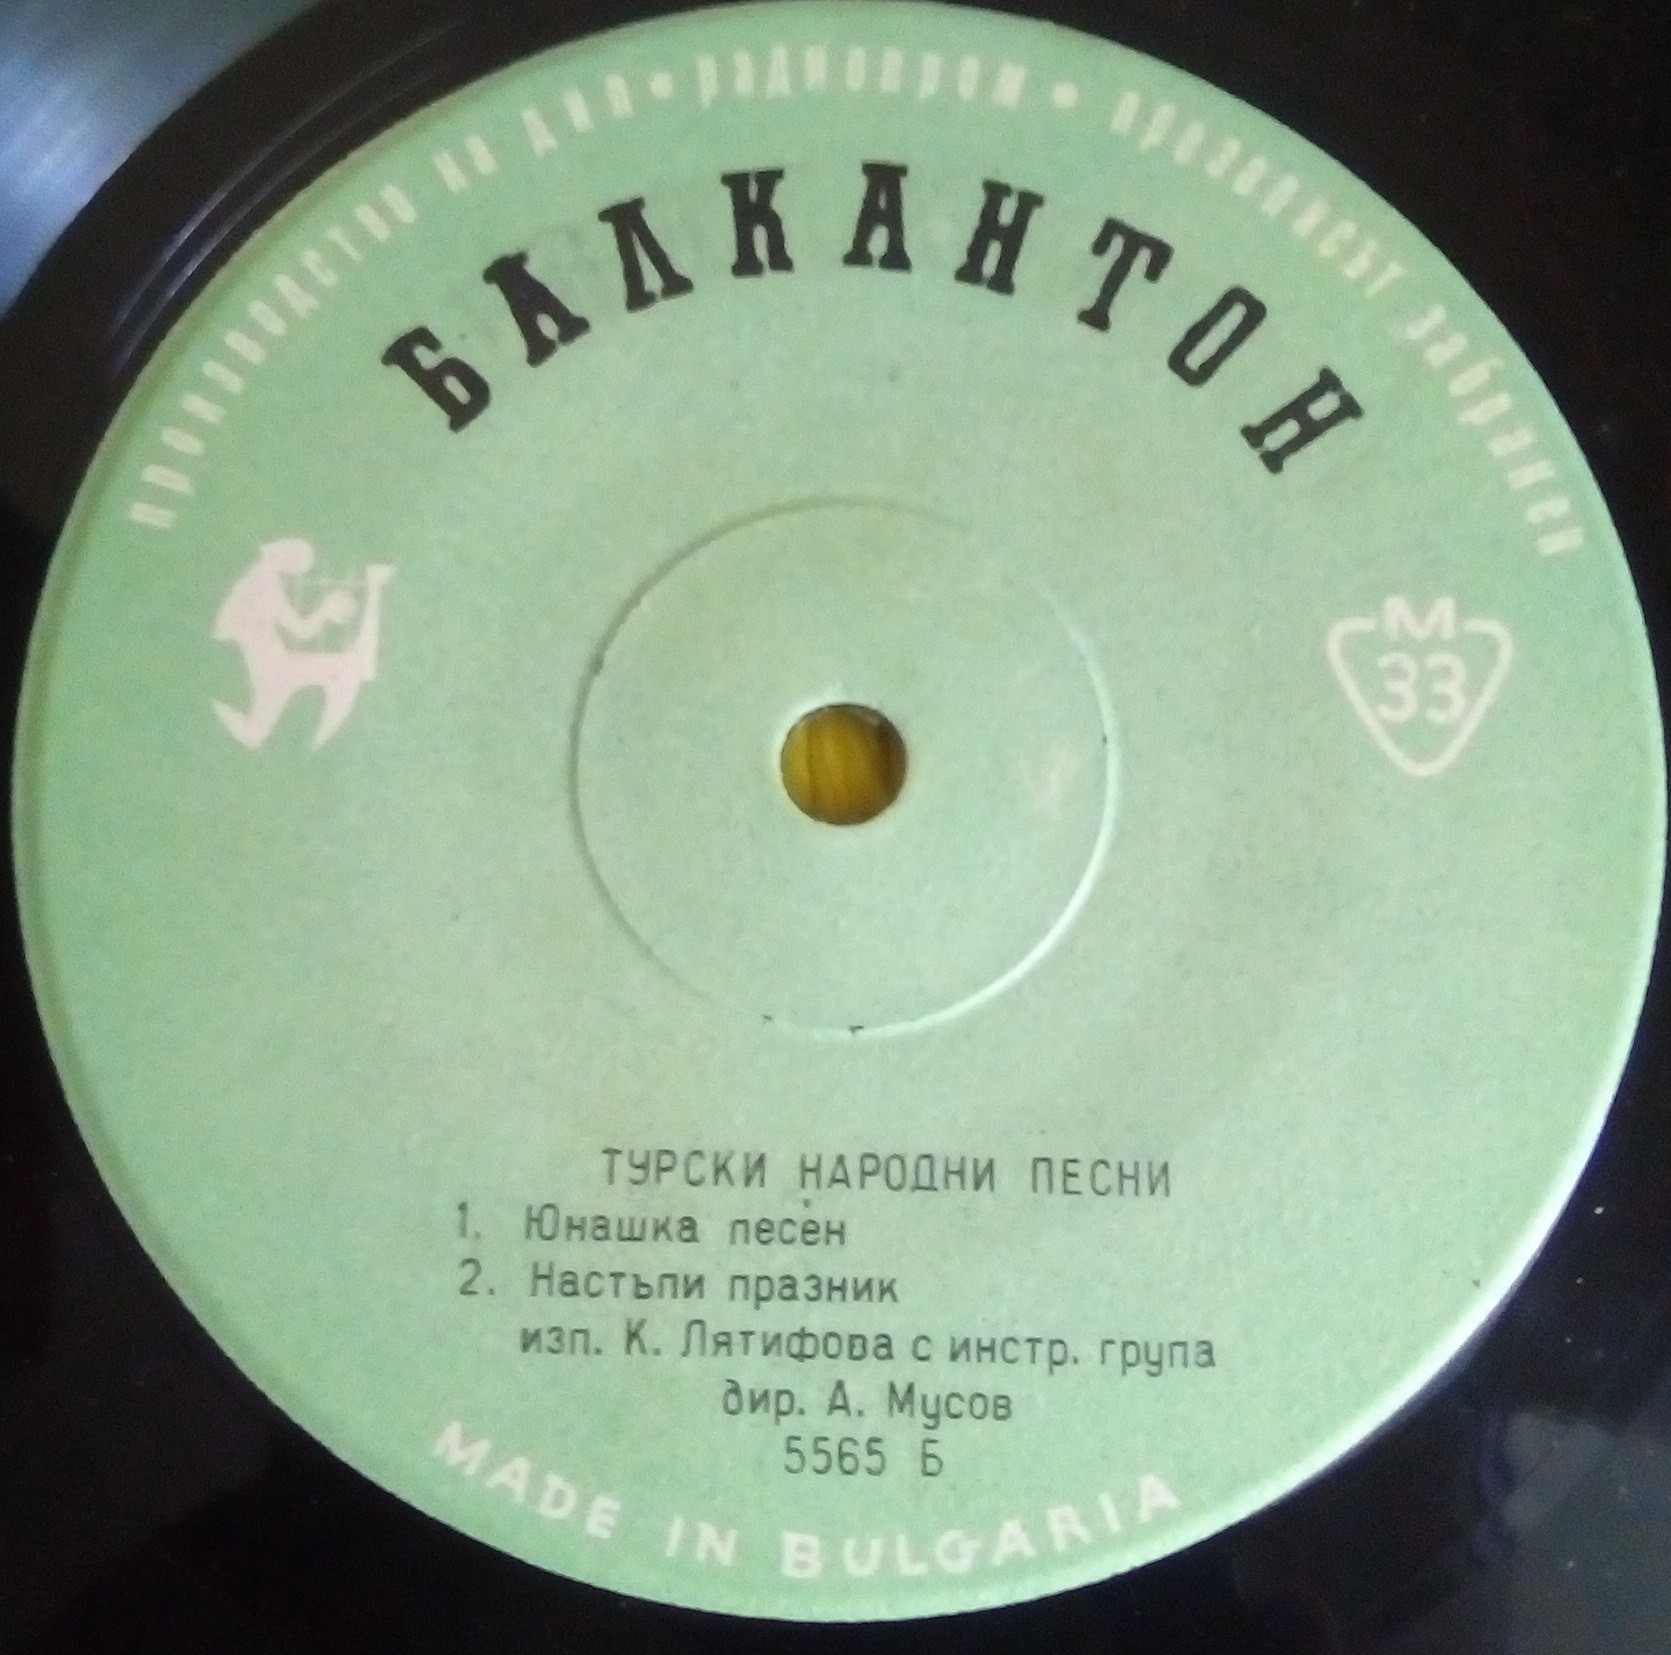 производство на дип • радиопром • презаписът забранен
БАЛКАНТОН
М
33
ТУРСКИ НАРОДНИ ПЕСНИ
1. Юнашка песен
2. Настъпи празник
изп. К. Лятифова с инстр. група
дир. А. Мусов
5565 Б
MADE IN BULGARIA